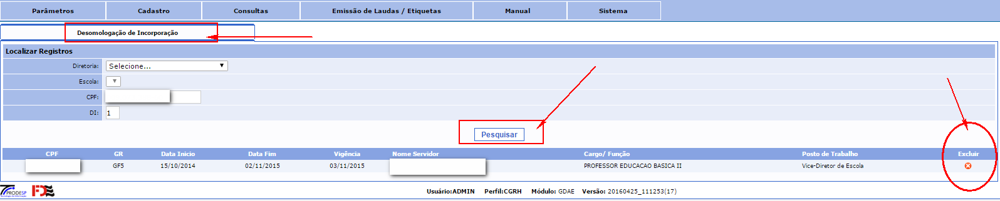 Parâmetros Cadastro Consultas Emissão de Laudas / Etiquetas Manual Sistema
Desomologação de Incorporação
Localizar Registros
Diretoria: Selecione...
Escola:
CPF:
DI: 1
Pesquisar
CPF GR Data Inicio Data Fim Vigência Nome Servidor Cargo/ Função Posto de Trabalho Excluir
GF5 15/10/2014 02/11/2015 03/11/2015 PROFESSOR EDUCACAO BASICA II Vice-Diretor de Escola
PRODESP FDE
Usuário:ADMIN Perfil:CGRH Módulo: GDAE Versão: 20160425_111253(17)